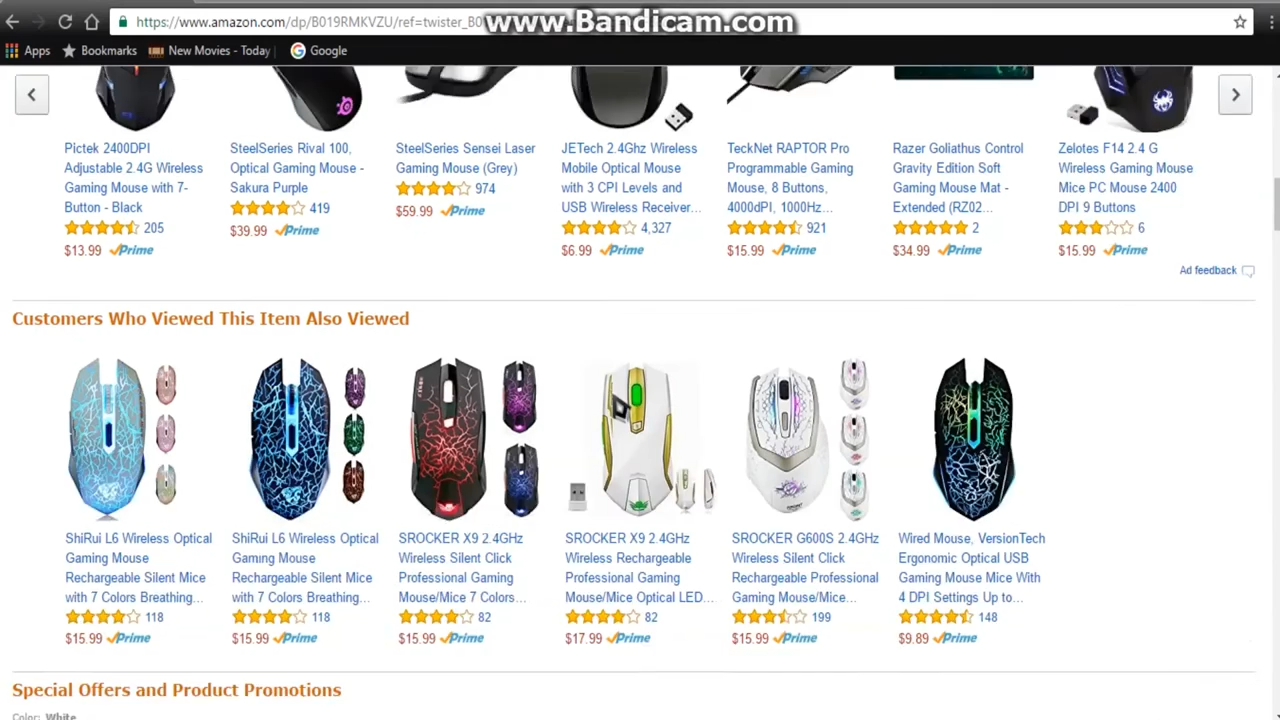 https://www.amazon.com/dp/B019RMKVZU/ref=twister_B0
www.Bandicam.com
Apps Bookmarks New Movies - Today Google
Pictek 2400DPI
Adjustable 2.4G Wireless
Gaming Mouse with 7-
Button - Black
205
$13.99 Prime
SteelSeries Rival 100,
Optical Gaming Mouse -
Sakura Purple
419
$39.99 Prime
SteelSeries Sensei Laser
Gaming Mouse (Grey)
974
$59.99 Prime
JETech 2.4Ghz Wireless
Mobile Optical Mouse
with 3 CPI Levels and
USB Wireless Receiver...
4,327
$6.99 Prime
TeckNet RAPTOR Pro
Programmable Gaming
Mouse, 8 Buttons,
4000dPI, 1000Hz...
921
$15.99 Prime
Razer Goliathus Control
Gravity Edition Soft
Gaming Mouse Mat -
Extended (RZ02...
2
$34.99 Prime
Zelotes F14 2.4 G
Wireless Gaming Mouse
Mice PC Mouse 2400
DPI 9 Buttons
6
$15.99 Prime
Ad feedback
Customers Who Viewed This Item Also Viewed
ShiRui L6 Wireless Optical
Gaming Mouse
Rechargeable Silent Mice
with 7 Colors Breathing...
118
$15.99 Prime
ShiRui L6 Wireless Optical
Gaming Mouse
Rechargeable Silent Mice
with 7 Colors Breathing...
118
$15.99 Prime
SROCKER X9 2.4GHz
Wireless Silent Click
Professional Gaming
Mouse/Mice 7 Colors...
82
$15.99 Prime
SROCKER X9 2.4GHz
Wireless Rechargeable
Professional Gaming
Mouse/Mice Optical LED...
82
$17.99 Prime
SROCKER G600S 2.4GHz
Wireless Silent Click
Rechargeable Professional
Gaming Mouse/Mice...
199
$15.99 Prime
Wired Mouse, VersionTech
Ergonomic Optical USB
Gaming Mouse Mice With
4 DPI Settings Up to...
148
$9.89 Prime
Special Offers and Product Promotions
Color: White